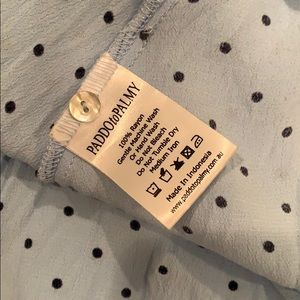 PADDOtoPALMY
100% Rayon
Gentle Machine Wash
Or Hand Wash
Do Not Bleach
Do Not Tumble Dry
Medium Iron
Made In Indonesia
www.paddotopalmy.com.au